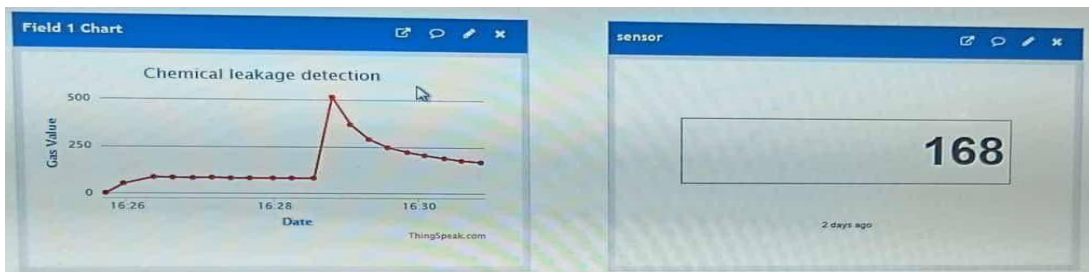 Field 1 Chart
Chemical leakage detection
500
250
0
Gas Value
16:26
16:28
16:30
Date
ThingSpeak.com
sensor
168
2 days ago